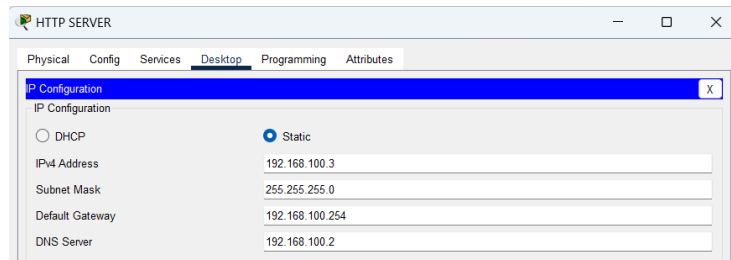 HTTP SERVER
Physical Config Services Desktop Programming Attributes
IP Configuration X
IP Configuration
DHCP Static
IPv4 Address 192.168.100.3
Subnet Mask 255.255.255.0
Default Gateway 192.168.100.254
DNS Server 192.168.100.2